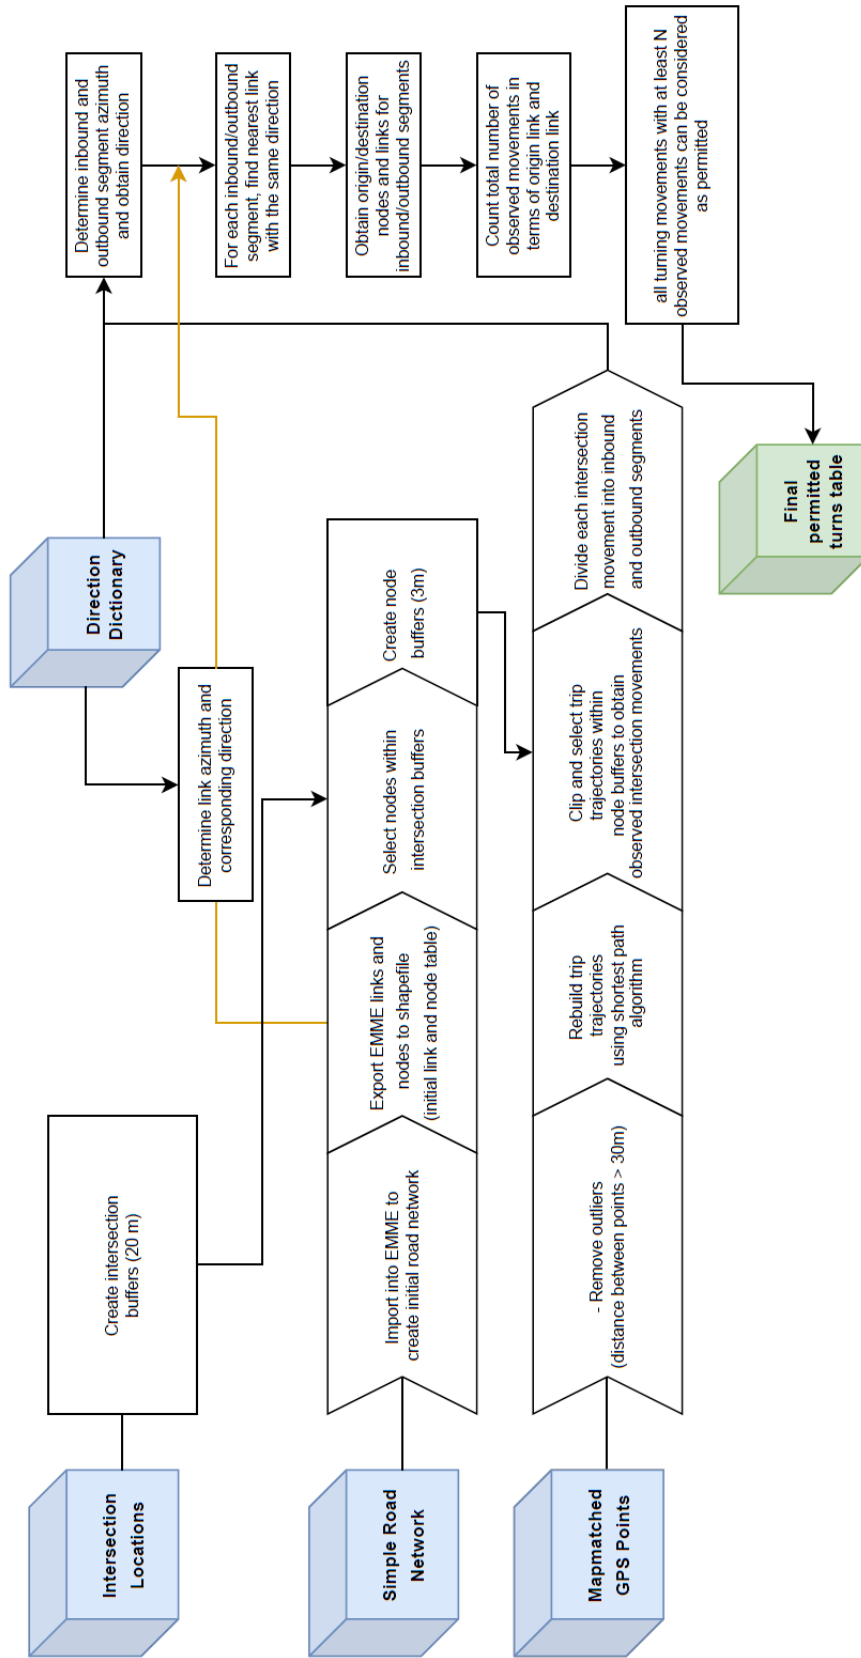 Intersection
Locations
Create intersection
buffers (20 m)
Direction
Dictionary
Determine link azimuth and
corresponding direction
Simple Road
Network
Import into EMME to
create initial road network
Export EMME links and
nodes to shapefile
(initial link and node table)
Select nodes within
intersection buffers
Create node
buffers (3m)
Mapmatched
GPS Points
- Remove outliers
(distance between points > 30m)
Rebuild trip
trajectories
using shortest path
algorithm
Clip and select trip
trajectories within
node buffers to obtain
observed intersection movements
Divide each intersection
movement into inbound
and outbound segments
Determine inbound and
outbound segment azimuth
and obtain direction
For each inbound/outbound
segment, find nearest link
with the same direction
Obtain origin/destination
nodes and links for
inbound/outbound segments
Count total number of
observed movements in
terms of origin link and
destination link
all turning movements with at least N
observed movements can be considered
as permitted
Final
permitted
turns table